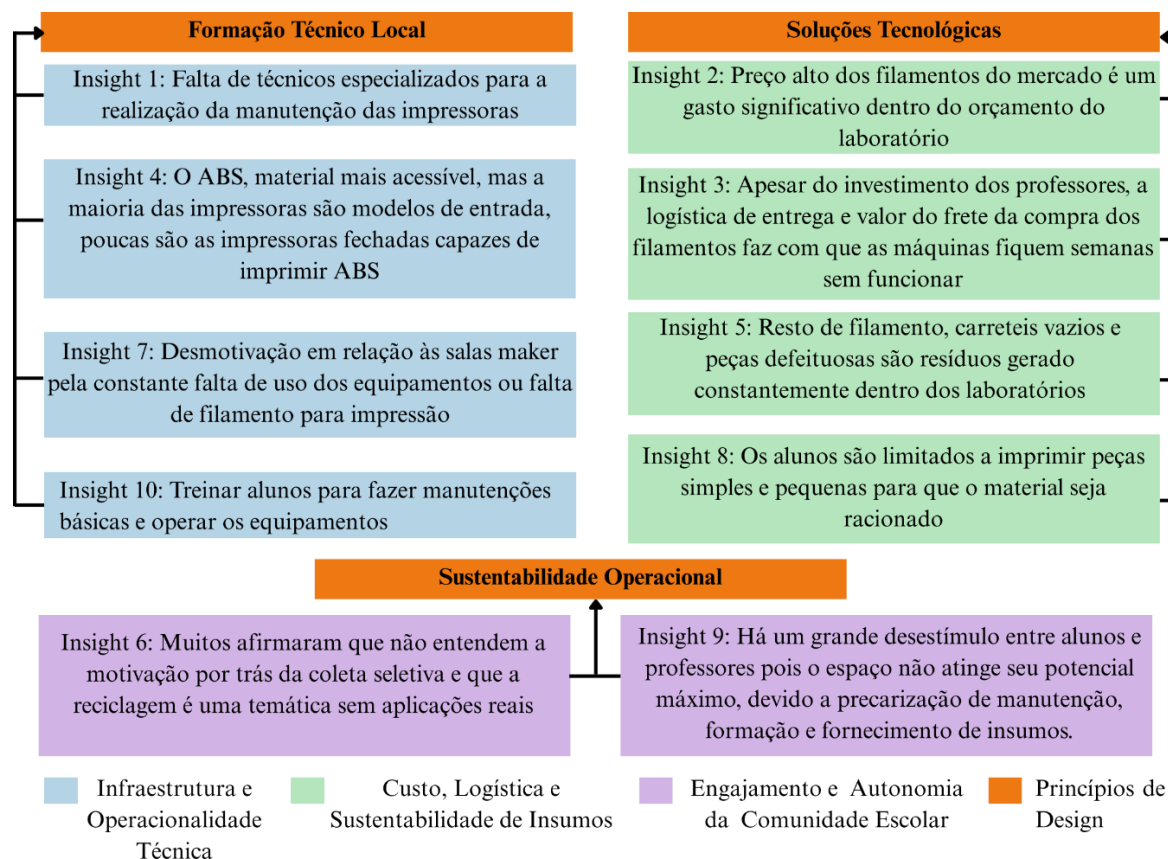 Formação Técnico Local
Insight 1: Falta de técnicos especializados para a
realização da manutenção das impressoras
Insight 4: O ABS, material mais acessível, mas a
maioria das impressoras são modelos de entrada,
poucas são as impressoras fechadas capazes de
imprimir ABS
Insight 7: Desmotivação em relação às salas maker
pela constante falta de uso dos equipamentos ou falta
de filamento para impressão
Insight 10: Treinar alunos para fazer manutenções
básicas e operar os equipamentos
Soluções Tecnológicas
Insight 2: Preço alto dos filamentos do mercado é um
gasto significativo dentro do orçamento do
laboratório
Insight 3: Apesar do investimento dos professores, a
logística de entrega e valor do frete da compra dos
filamentos faz com que as máquinas fiquem semanas
sem funcionar
Insight 5: Resto de filamento, carreteis vazios e
peças defeituosas são resíduos gerado
constantemente dentro dos laboratórios
Insight 8: Os alunos são limitados a imprimir peças
simples e pequenas para que o material seja
racionado
Sustentabilidade Operacional
Insight 6: Muitos afirmaram que não entendem a
motivação por trás da coleta seletiva e que a
reciclagem é uma temática sem aplicações reais
Insight 9: Há um grande desestímulo entre alunos e
professores pois o espaço não atinge seu potencial
máximo, devido a precarização de manutenção,
formação e fornecimento de insumos.
Infraestrutura e
Operacionalidade
Técnica
Custo, Logística e
Sustentabilidade de Insumos
Engajamento e Autonomia
da Comunidade Escolar
Princípios de
Design